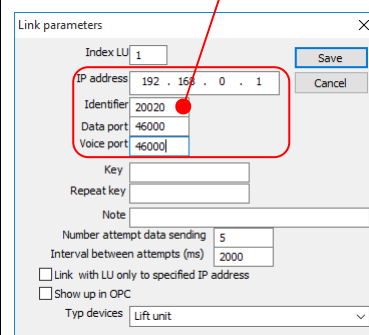 Link parameters
Index LU 1
Save
IP address 192 . 168 . 0 . 1
Cancel
Identifier 20020
Data port 46000
Voice port 46000
Key
Repeat key
Note
Number attempt data sending 5
Interval between attempts (ms) 2000
Link with LU only to specified IP address
Show up in OPC
Typ devices Lift unit